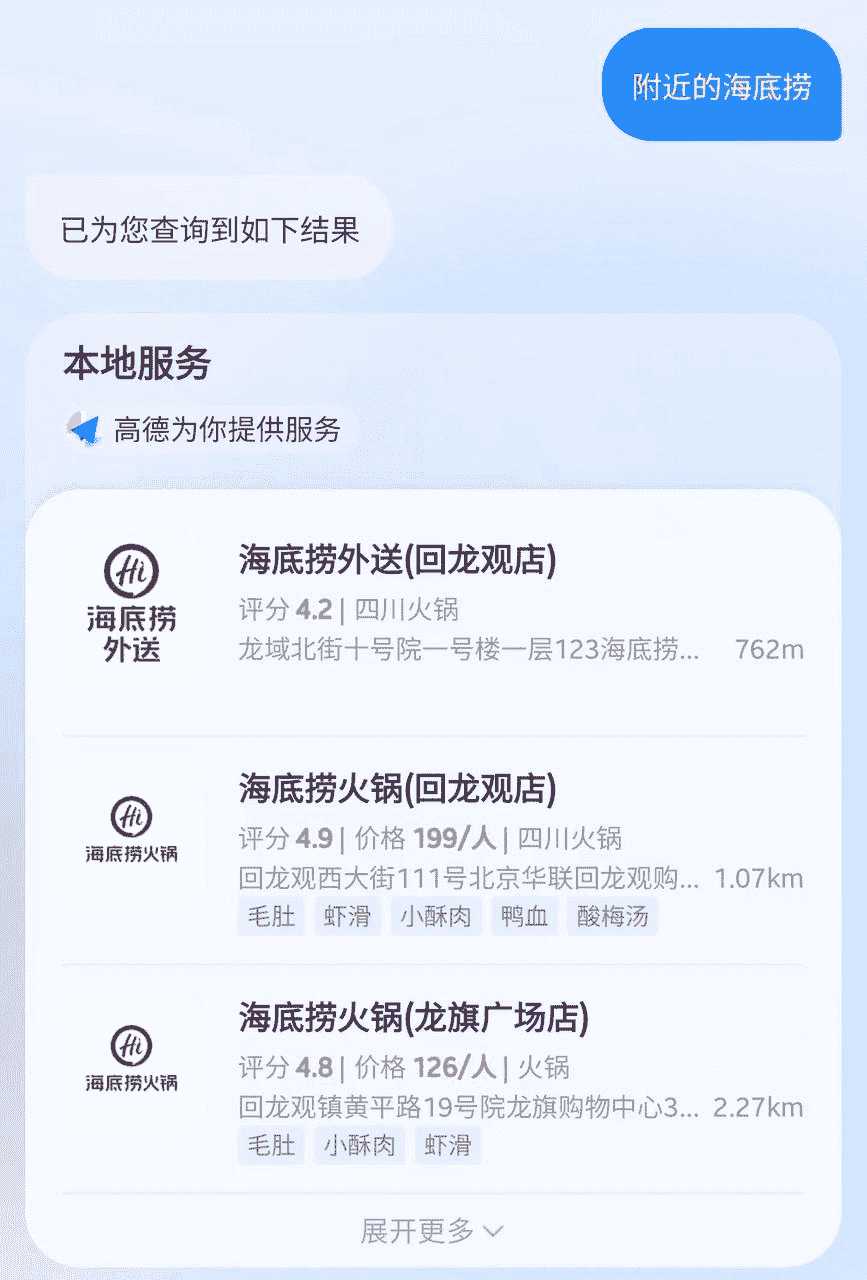 附近的海底捞
已为您查询到如下结果
本地服务
高德为你提供服务
Hi
海底捞
外送
海底捞外送(回龙观店)
评分 4.2 | 四川火锅
龙域北街十号院一号楼一层123海底捞... 762m
Hi
海底捞火锅
海底捞火锅(回龙观店)
评分 4.9 | 价格 199/人 | 四川火锅
回龙观西大街111号北京华联回龙观购... 1.07km
毛肚 虾滑 小酥肉 鸭血 酸梅汤
Hi
海底捞火锅
海底捞火锅(龙旗广场店)
评分 4.8 | 价格 126/人 | 火锅
回龙观镇黄平路19号院龙旗购物中心3... 2.27km
毛肚 小酥肉 虾滑
展开更多